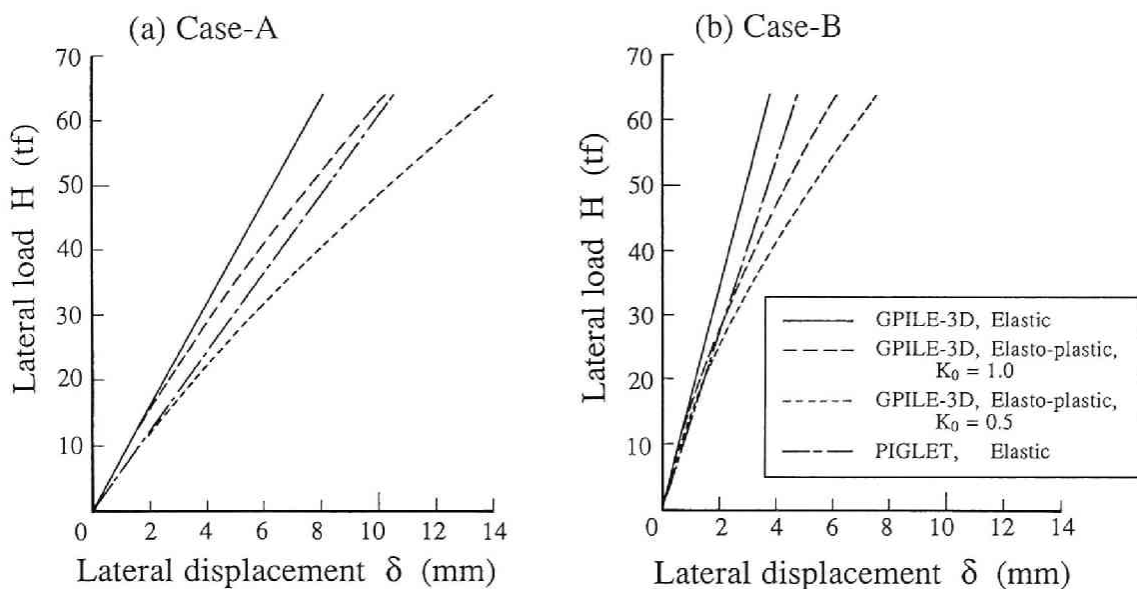 (a) Case-A
70
60
50
40
30
20
10
0
2
4
6
8
10
12
14
Lateral load H (tf)
Lateral displacement δ (mm)
(b) Case-B
70
60
50
40
30
20
10
0
2
4
6
8
10
12
14
Lateral load H (tf)
Lateral displacement δ (mm)
GPILE-3D, Elastic
GPILE-3D, Elasto-plastic,
K₀ = 1.0
GPILE-3D, Elasto-plastic,
K₀ = 0.5
PIGLET, Elastic